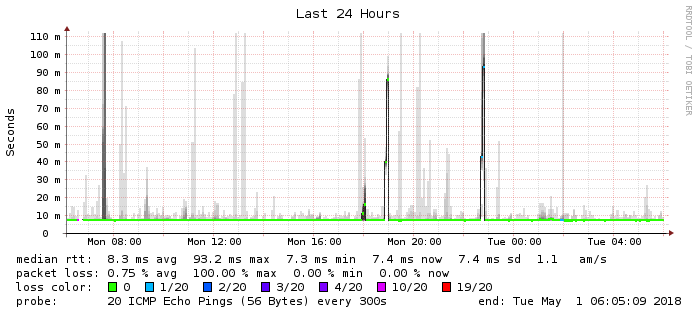 Last 24 Hours
RRDTOOL / TOBI OETIKER
Seconds
110 m
100 m
90 m
80 m
70 m
60 m
50 m
40 m
30 m
20 m
10 m
0
Mon 08:00 Mon 12:00 Mon 16:00 Mon 20:00 Tue 00:00 Tue 04:00
median rtt: 8.3 ms avg 93.2 ms max 7.3 ms min 7.4 ms now 7.4 ms sd 1.1 am/s
packet loss: 0.75 % avg 100.00 % max 0.00 % min 0.00 % now
loss color: 0 1/20 2/20 3/20 4/20 10/20 19/20
probe: 20 ICMP Echo Pings (56 Bytes) every 300s end: Tue May 1 06:05:09 2018